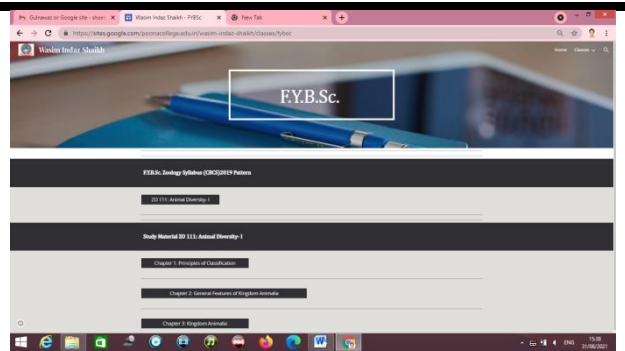 Gulnawaz sir Google site - sheet
Wasim Indaz Shaikh - FYBSc
New Tab
https://sites.google.com/poonacollege.edu.in/wasim-indaz-shaikh/classes/fybsc
Wasim Indaz Shaikh
Home Classes
F.Y.B.Sc.
F.Y.B.Sc. Zoology Syllabus (CBCS)2019 Pattern
ZO 111: Animal Diversity- I
Study Material ZO 111: Animal Diversity- I
Chapter 1: Principles of Classification
Chapter 2: General Features of Kingdom Animalia
Chapter 3: Kingdom Animalia
ENG
15:38
31/08/2021